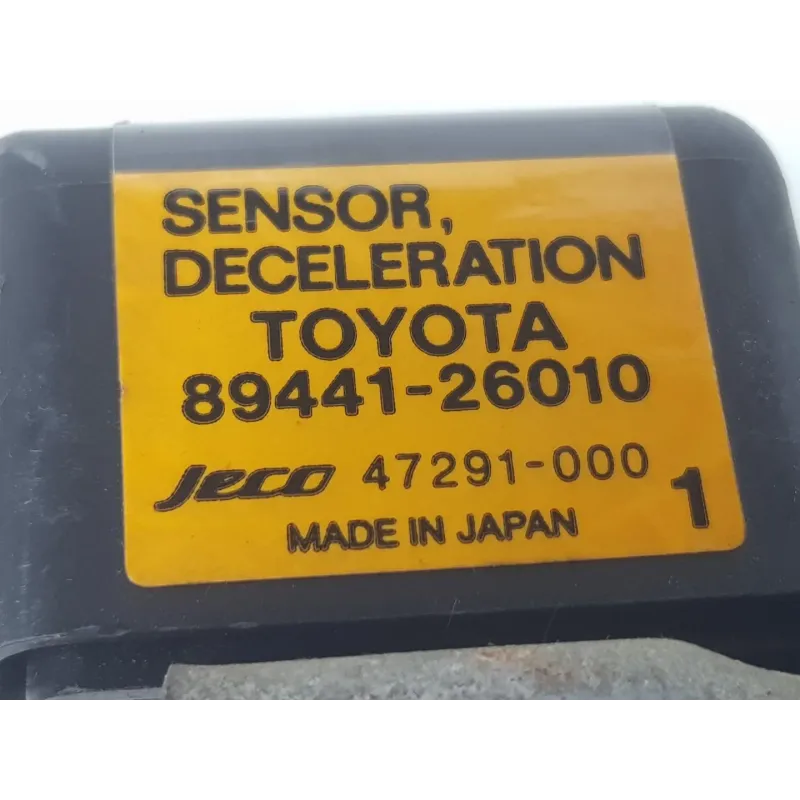 SENSOR,
DECELERATION
TOYOTA
89441-26010
Jeco 47291-000
1
MADE IN JAPAN